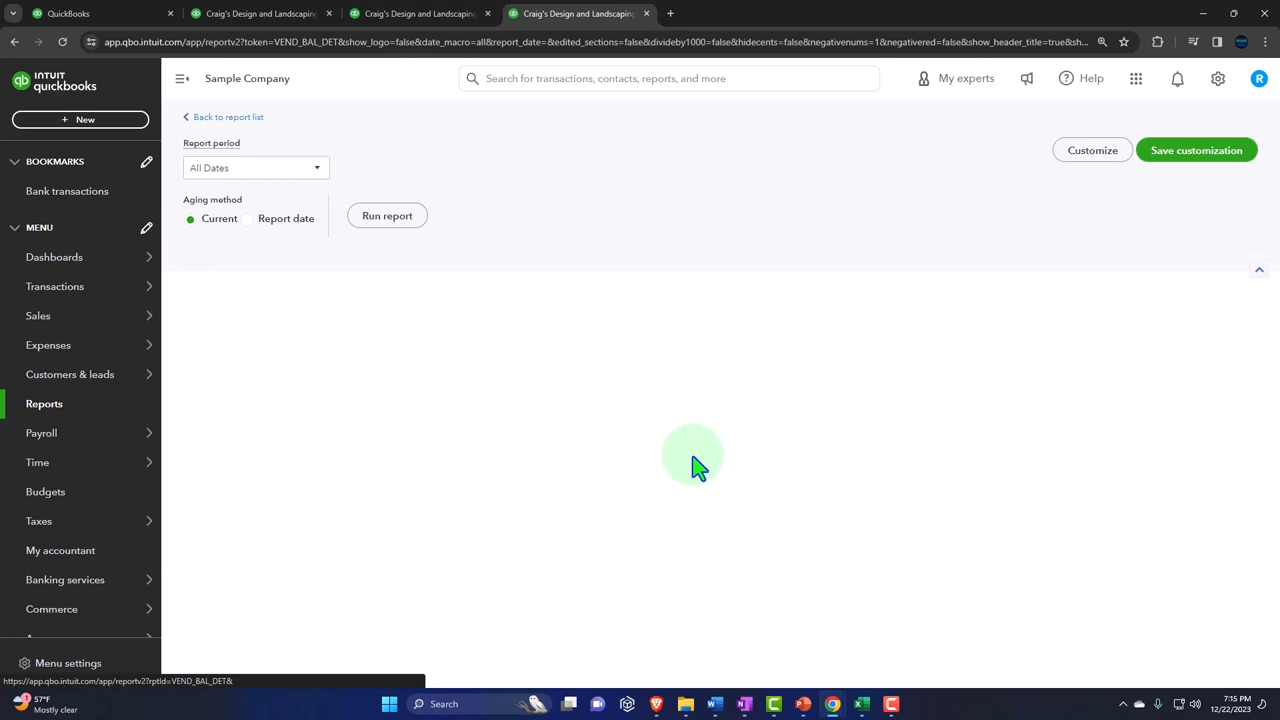 QuickBooks
Craig's Design and Landscaping
Craig's Design and Landscaping
Craig's Design and Landscaping
app.qbo.intuit.com/app/reportv2?token=VEND_BAL_DET&show_logo=false&date_macro=all&report_date=&edited_sections=false&divideby1000=false&hidecents=false&negativenums=1&negativered=false&show_header_title=true&sh...
INTUIT
quickbooks
Sample Company
Search for transactions, contacts, reports, and more
My experts
Help
R
+ New
Back to report list
Report period
All Dates
Customize
Save customization
Aging method
Current
Report date
Run report
BOOKMARKS
Bank transactions
MENU
Dashboards
Transactions
Sales
Expenses
Customers & leads
Reports
Payroll
Time
Budgets
Taxes
My accountant
Banking services
Commerce
Menu settings
https://app.qbo.intuit.com/app/reportv2?rptId=VEND_BAL_DET&
1
57°F
Mostly clear
Search
7:15 PM
12/22/2023